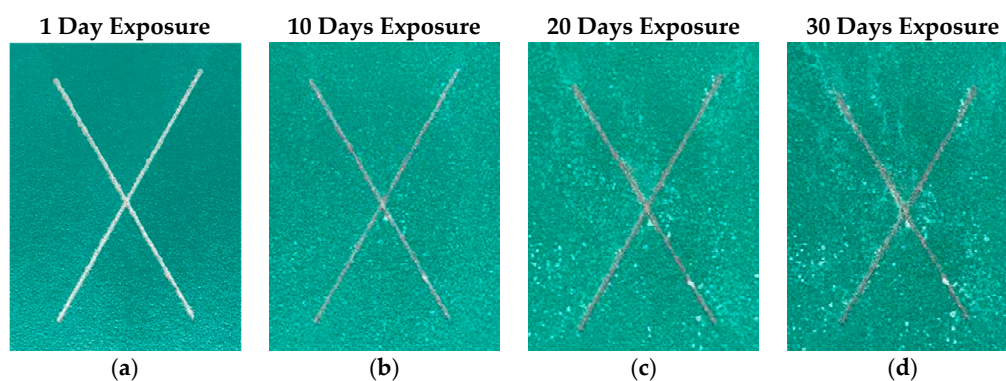 1 Day Exposure
10 Days Exposure
20 Days Exposure
30 Days Exposure
(a)
(b)
(c)
(d)